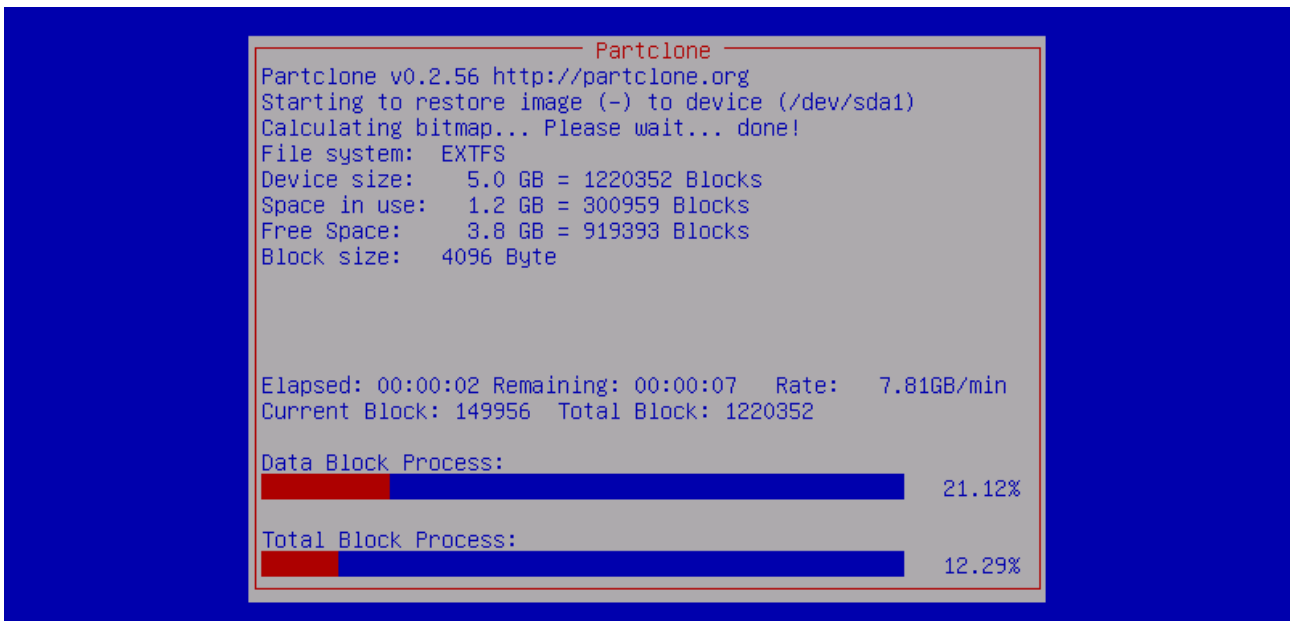 Partclone
Partclone v0.2.56 http://partclone.org
Starting to restore image (-) to device (/dev/sda1)
Calculating bitmap... Please wait... done!
File system:  EXTFS
Device size:    5.0 GB = 1220352 Blocks
Space in use:   1.2 GB = 300959 Blocks
Free Space:     3.8 GB = 919393 Blocks
Block size:   4096 Byte
Elapsed: 00:00:02 Remaining: 00:00:07   Rate:   7.81GB/min
Current Block: 149956  Total Block: 1220352
Data Block Process:
21.12%
Total Block Process:
12.29%